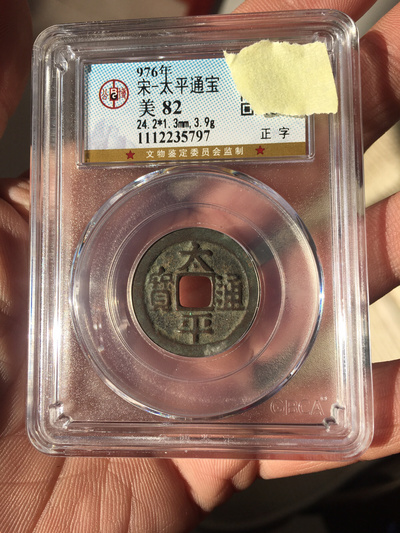 976年
宋-太平通宝
美 82
24.2*1.3mm,3.9g
1112235797
正 字
★ 文物鉴定委员会监制 ★
太
寶 通
平
GBCA